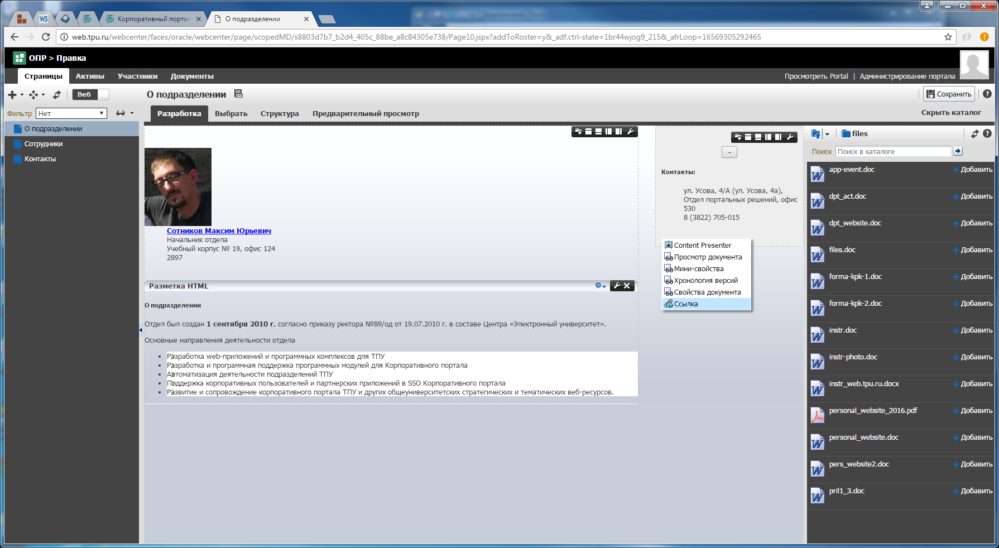 Корпоративный портал
О подразделении
web.tpu.ru/webcenter/faces/oracle/webcenter/page/scopedMD/s8803d7b7_b2d4_405c_88be_a8c84305e738/Page10.jspx?addToRoster=y&_adf.ctrl-state=1br44wjog9_215&_afrLoop=16569305292465
ОПР > Правка
Страницы Активы Участники Документы
Просмотреть Portal | Администрирование портала
Веб
О подразделении
Сохранить
Фильтр Нет
Разработка Выбрать Структура Предварительный просмотр
Скрыть каталог
О подразделении
Сотрудники
Контакты
Сотников Максим Юрьевич
Начальник отдела
Учебный корпус № 19, офис 124
2897
Разметка HTML
О подразделении
Отдел был создан 1 сентября 2010 г. согласно приказу ректора №89/од от 19.07.2010 г. в составе Центра «Электронный университет».
Основные направления деятельности отдела
Разработка web-приложений и программных комплексов для ТПУ
Разработка и программная поддержка программных модулей для Корпоративного портала
Автоматизация деятельности подразделений ТПУ
Поддержка корпоративных пользователей и партнерских приложений в SSO Корпоративного портала
Развитие и сопровождение корпоративного портала ТПУ и других общеуниверситетских стратегических и тематических веб-ресурсов.
-
Контакты:
ул. Усова, 4/А (ул. Усова, 4а),
Отдел портальных решений, офис
530
8 (3822) 705-015
Content Presenter
Просмотр документа
Мини-свойства
Хронология версий
Свойства документа
Ссылка
files
Поиск Поиск в каталоге
app-event.doc Добавить
dpt_act.doc Добавить
dpt_website.doc Добавить
files.doc Добавить
forma-kpk-1.doc Добавить
forma-kpk-2.doc Добавить
instr.doc Добавить
instr-photo.doc Добавить
instr_web.tpu.ru.docx Добавить
personal_website_2016.pdf Добавить
personal_website.doc Добавить
pers_website2.doc Добавить
pril1_3.doc Добавить